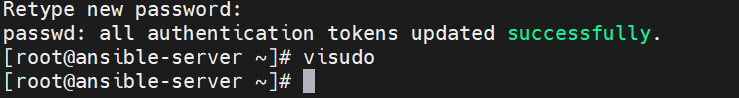 Retype new password:
passwd: all authentication tokens updated successfully.
[root@ansible-server ~]# visudo
[root@ansible-server ~]#